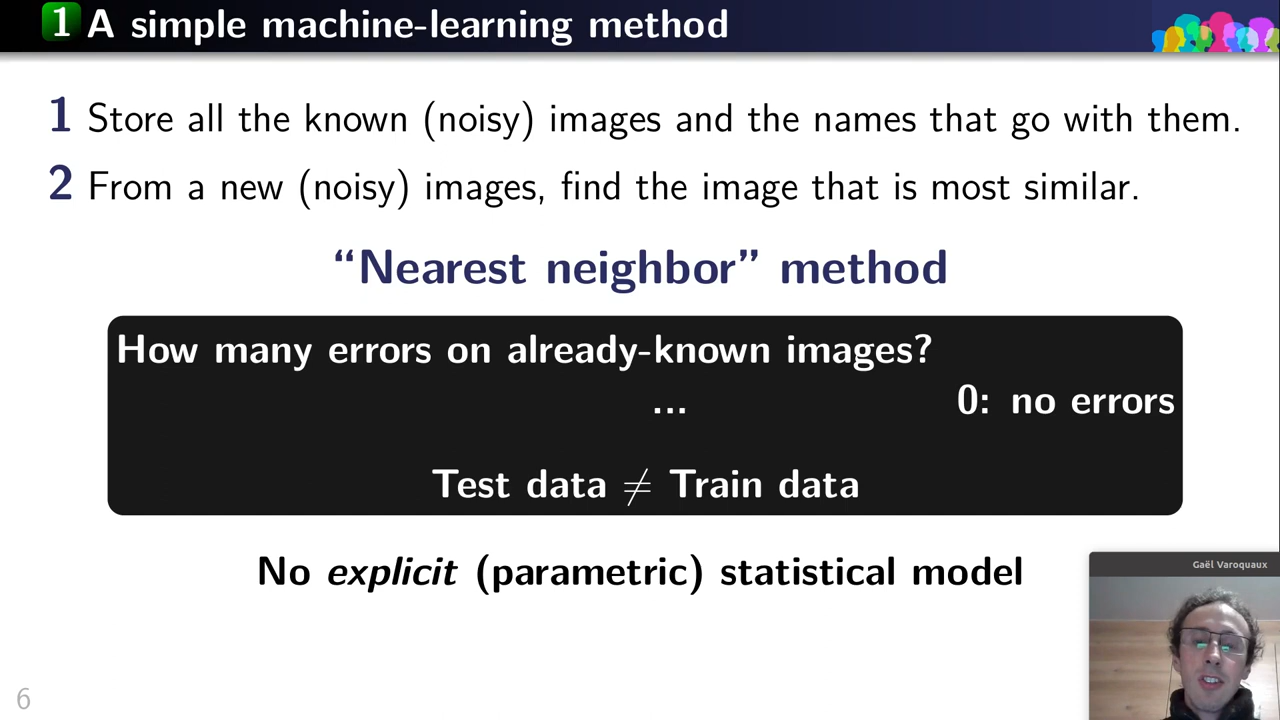 1 A simple machine-learning method
1 Store all the known (noisy) images and the names that go with them.
2 From a new (noisy) images, find the image that is most similar.
“Nearest neighbor” method
How many errors on already-known images?
... 0: no errors
Test data ≠ Train data
No explicit (parametric) statistical model
Gaël Varoquaux
6